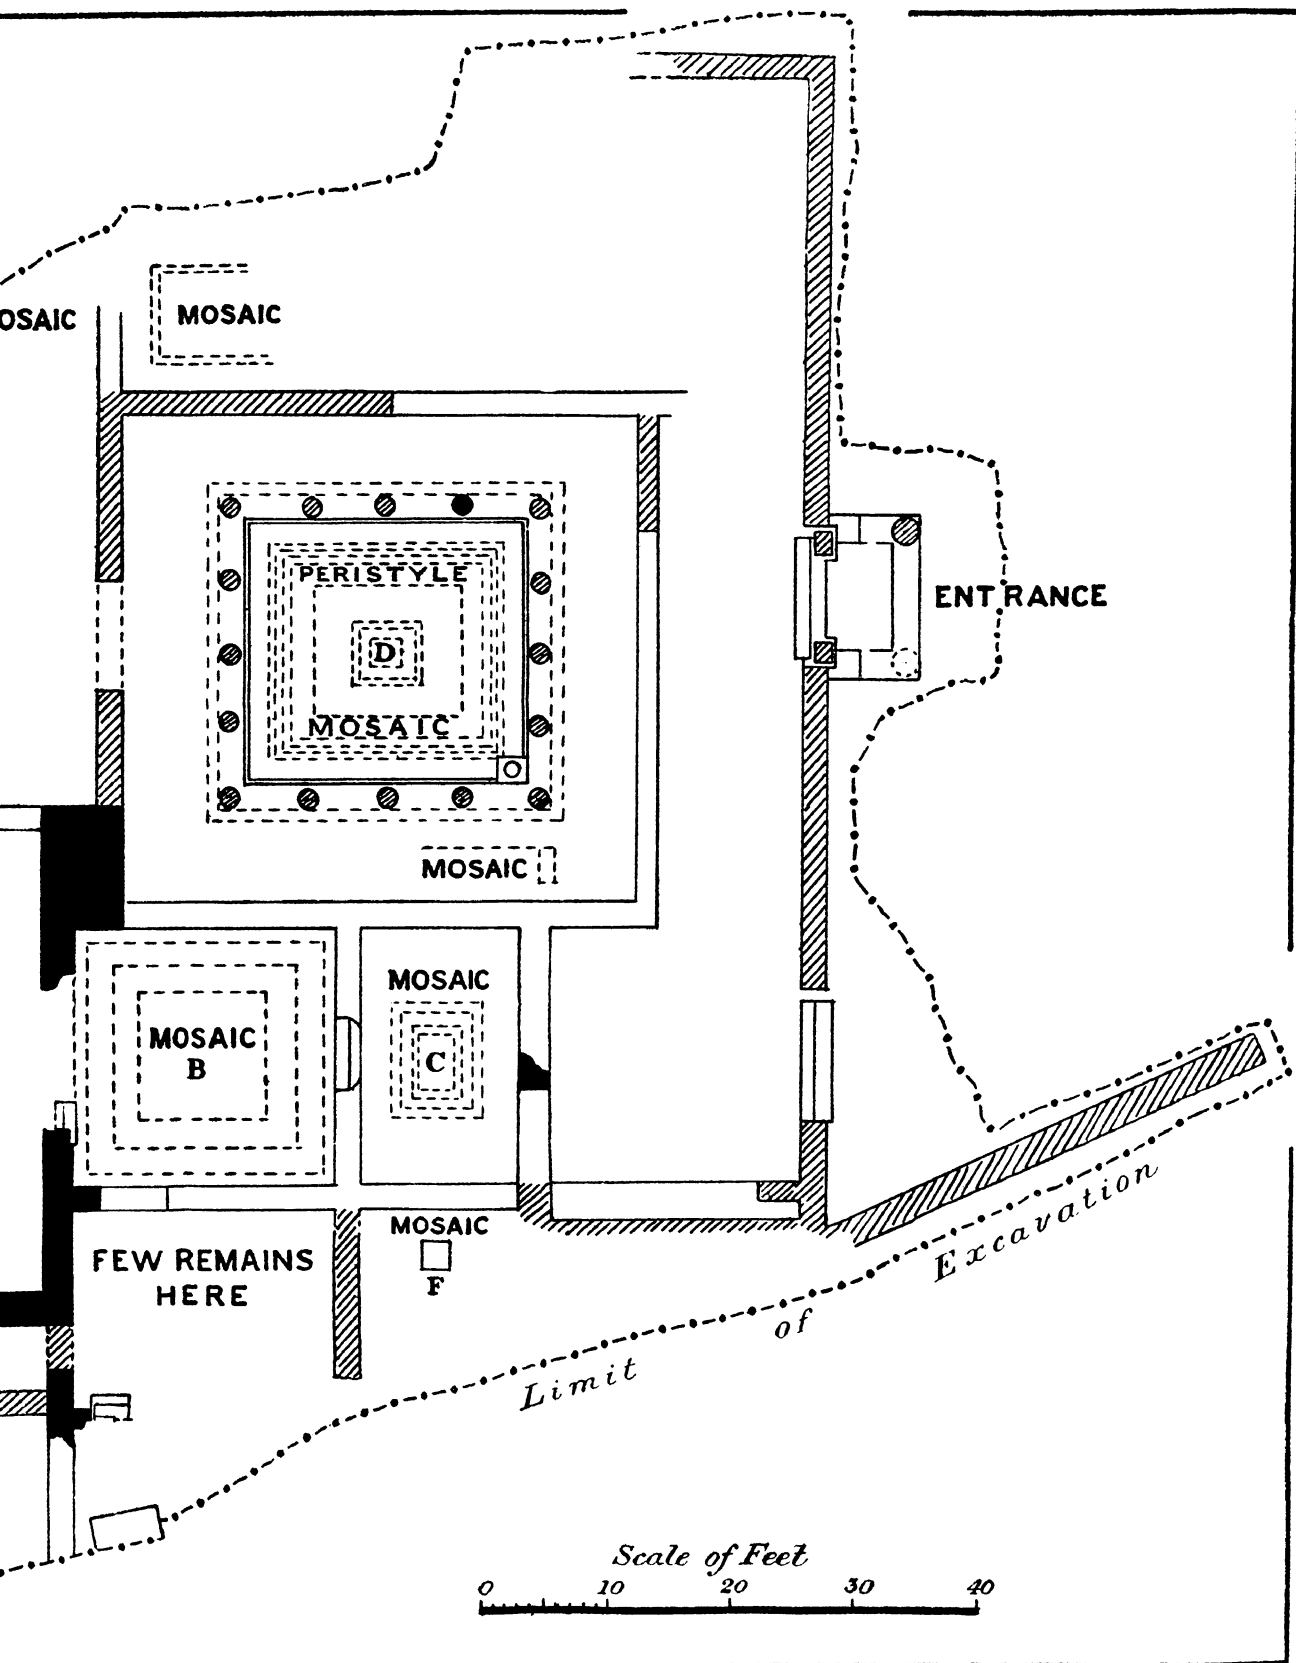 OSAIC
MOSAIC
PERISTYLE
D
MOSAIC
ENTRANCE
MOSAIC
MOSAIC
B
MOSAIC
C
MOSAIC
F
FEW REMAINS
HERE
Limit of Excavation
Scale of Feet
0 10 20 30 40